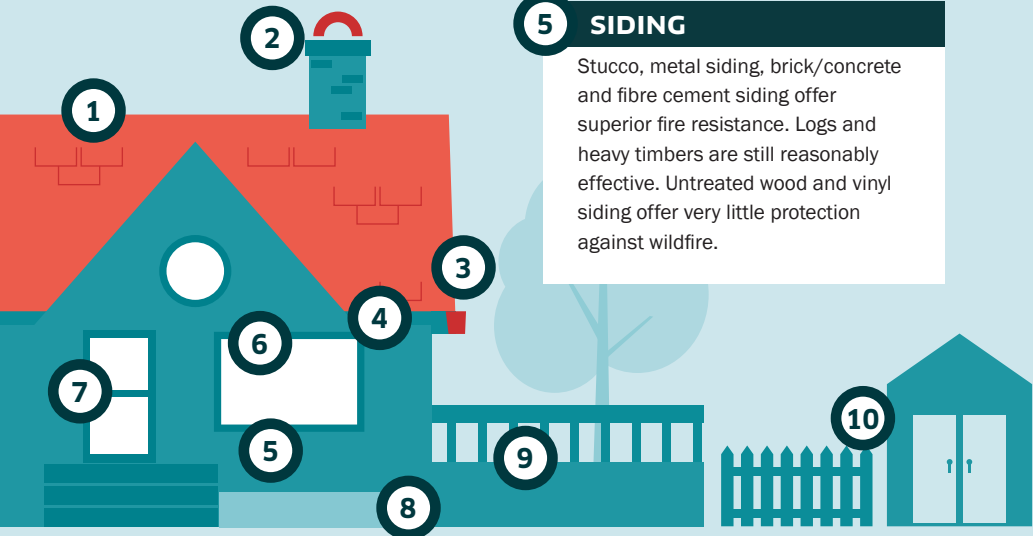 2
5 SIDING
Stucco, metal siding, brick/concrete
and fibre cement siding offer
superior fire resistance. Logs and
heavy timbers are still reasonably
effective. Untreated wood and vinyl
siding offer very little protection
against wildfire.
1
3
4
6
7
10
5
9
8